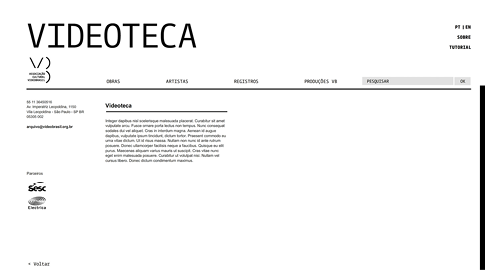 VIDEOTECA
PT | EN
SOBRE
TUTORIAL
ASSOCIAÇÃO
CULTURAL
OBRAS
ARTISTAS
REGISTROS
PRODUÇÕES VB
PESQUISAR
OK
55 11 36450516
Av. Imperatriz Leopoldina, 1150
Vila Leopoldina - São Paulo - SP BR
05305 002
arquivo@videobrasil.org.br
Videoteca
Integer dapibus nisl scelerisque malesuada placerat. Curabitur sit amet
vulputate arcu. Fusce ornare porta lectus non tempus. Nunc consequat
sodales dui vel aliquet. Cras in interdum magna. Aenean id augue
dapibus, vulputate ipsum tincidunt, dictum tortor. Praesent commodo eu
urna vitae dictum. Ut id risus massa. Nullam non nunc id ante rutrum
posuere. Donec ullamcorper facilisis neque a faucibus. Quisque eu elit
purus. Maecenas aliquam varius mauris ut suscipit. Cras vitae nunc
eget enim malesuada posuere. Curabitur ut volutpat nisi. Nullam vel
cursus libero. Donec dictum condimentum maximus.
Parceiros
Sesc
Electrica
< Voltar